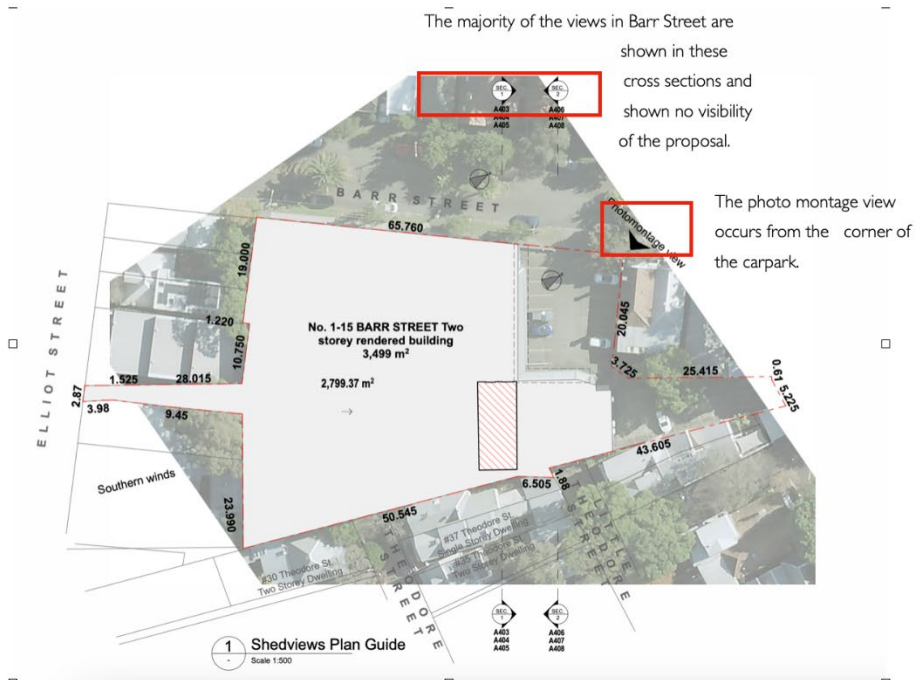 The majority of the views in Barr Street are
shown in these
cross sections and
shown no visibility
of the proposal.
SEC.
1
A403
A404
A405
SEC.
2
A406
A407
A408
Photomontage view
The photo montage view
occurs from the corner of
the carpark.
BARR STREET
65.760
19.000
1.220
10.750
ELLIOT STREET
20.045
No. 1-15 BARR STREET Two
storey rendered building
3,499 m²
2,799.37 m²
3.725
25.415
0.61
5.225
1.525
28.015
2.87
3.98
9.45
43.605
Southern winds
23.990
6.505
1.88
50.545
#37 Theodore St
Single Storey Dwelling
#35 Theodore St
Two Storey Dwelling
#30 Theodore St
Two Storey Dwelling
THEODORE
STREET
LITTLE
THEODORE
ST
SEC.
1
A403
A404
A405
SEC.
2
A406
A407
A408
1
-
Shedviews Plan Guide
Scale 1:500